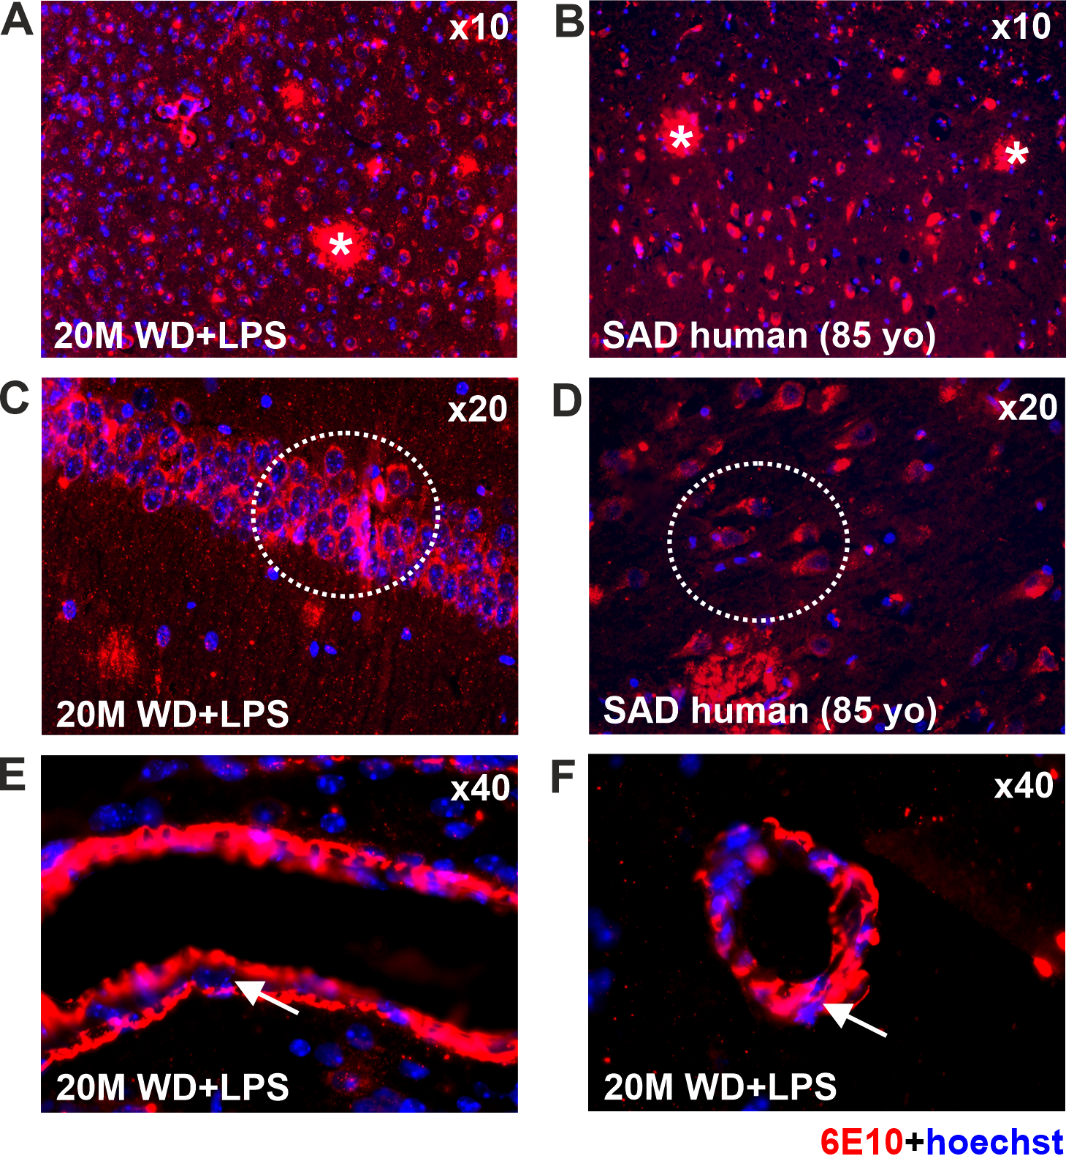 A
x10
*
20M WD+LPS
B
x10
*
*
SAD human (85 yo)
C
x20
20M WD+LPS
D
x20
SAD human (85 yo)
E
x40
20M WD+LPS
F
x40
20M WD+LPS
6E10+hoechst